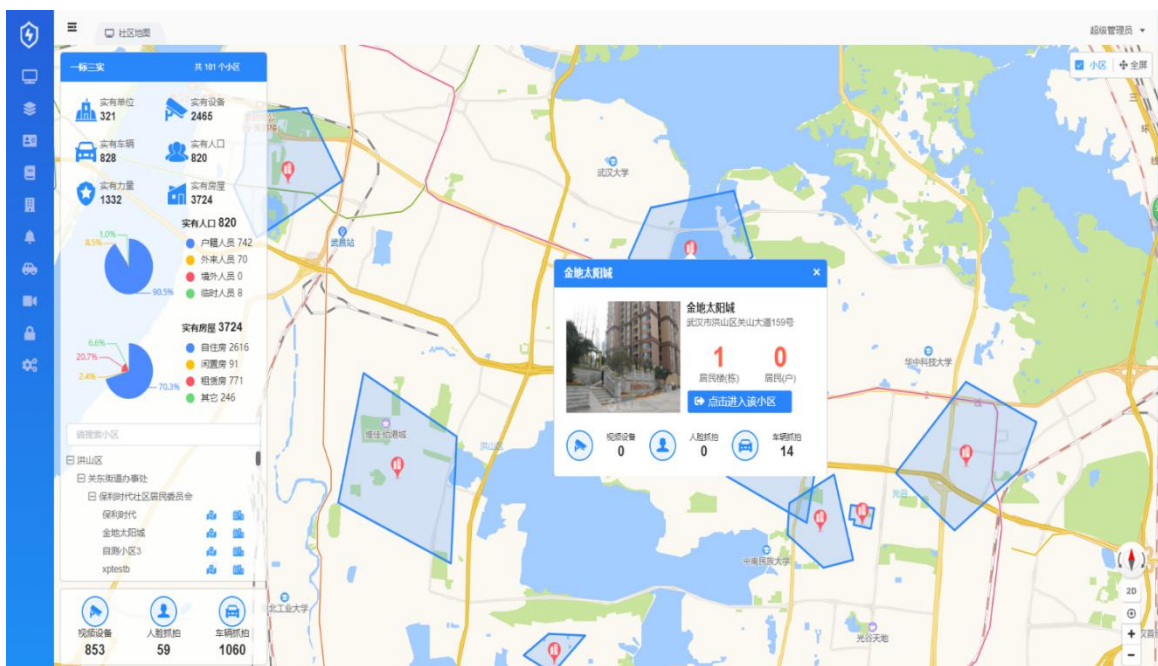 社区地图
超级管理员
一标三实 共 101 个小区
小区 全屏
实有单位 实有设备
321 2465
实有车辆 实有人口
828 820
实有力量 实有房屋
1332 3724
实有人口 820
户籍人员 742
外来人员 70
境外人员 0
临时人员 8
1.0%
8.5%
90.5%
实有房屋 3724
自住房 2616
闲置房 91
租赁房 771
其它 246
6.6%
20.7%
2.4%
70.3%
请搜索小区
洪山区
关东街道办事处
保利时代社区居民委员会
保利时代
金地太阳城
自测小区3
xptestb
视频设备 人脸抓拍 车辆抓拍
853 59 1060
武汉大学
武昌站
金地太阳城 ×
金地太阳城
武汉市洪山区关山大道159号
1 0
居民楼(栋) 居民(户)
点击进入该小区
视频设备 人脸抓拍 车辆抓拍
0 0 14
华中科技大学
洪山区
光谷
中南民族大学
北工业大学
光谷天地
三
环
线
2D
+
−